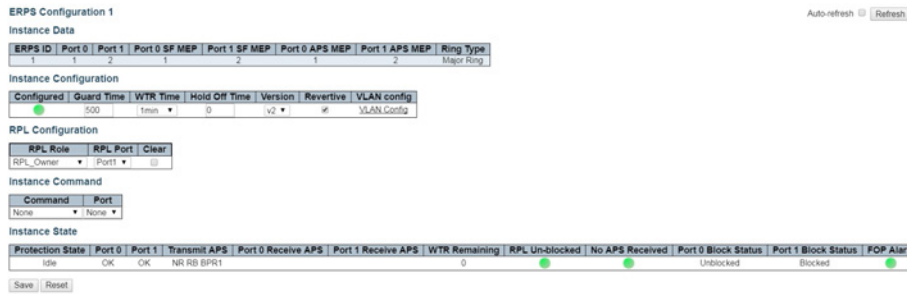 ERPS Configuration 1
Auto-refresh Refresh
Instance Data
ERPS ID Port 0 Port 1 Port 0 SF MEP Port 1 SF MEP Port 0 APS MEP Port 1 APS MEP Ring Type
1 1 2 1 2 1 2 Major Ring
Instance Configuration
Configured Guard Time WTR Time Hold Off Time Version Revertive VLAN config
500 1min 0 v2 VLAN Config
RPL Configuration
RPL Role RPL Port Clear
RPL_Owner Port1
Instance Command
Command Port
None None
Instance State
Protection State Port 0 Port 1 Transmit APS Port 0 Receive APS Port 1 Receive APS WTR Remaining RPL Un-blocked No APS Received Port 0 Block Status Port 1 Block Status FOP Alar
Idle OK OK NR RB BPR1 0 Unblocked Blocked
Save Reset